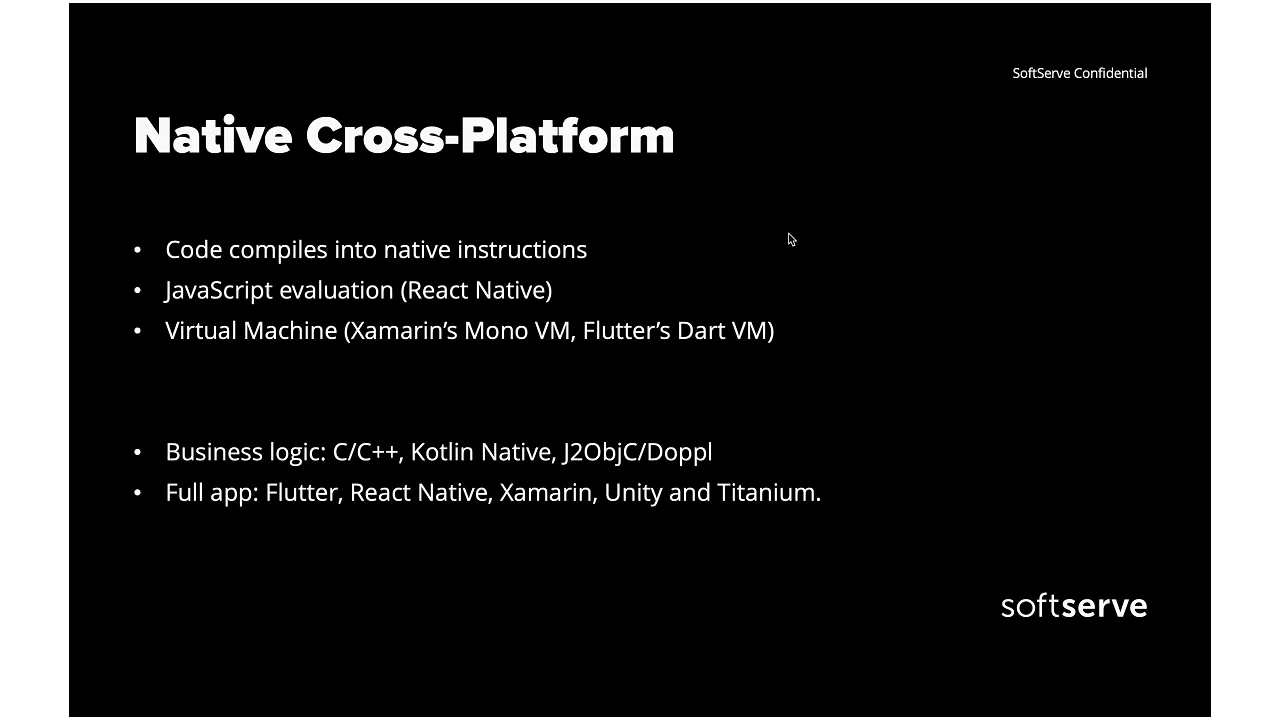 SoftServe Confidential
Native Cross-Platform
• Code compiles into native instructions
• JavaScript evaluation (React Native)
• Virtual Machine (Xamarin’s Mono VM, Flutter’s Dart VM)
• Business logic: C/C++, Kotlin Native, J2ObjC/Doppl
• Full app: Flutter, React Native, Xamarin, Unity and Titanium.
softserve